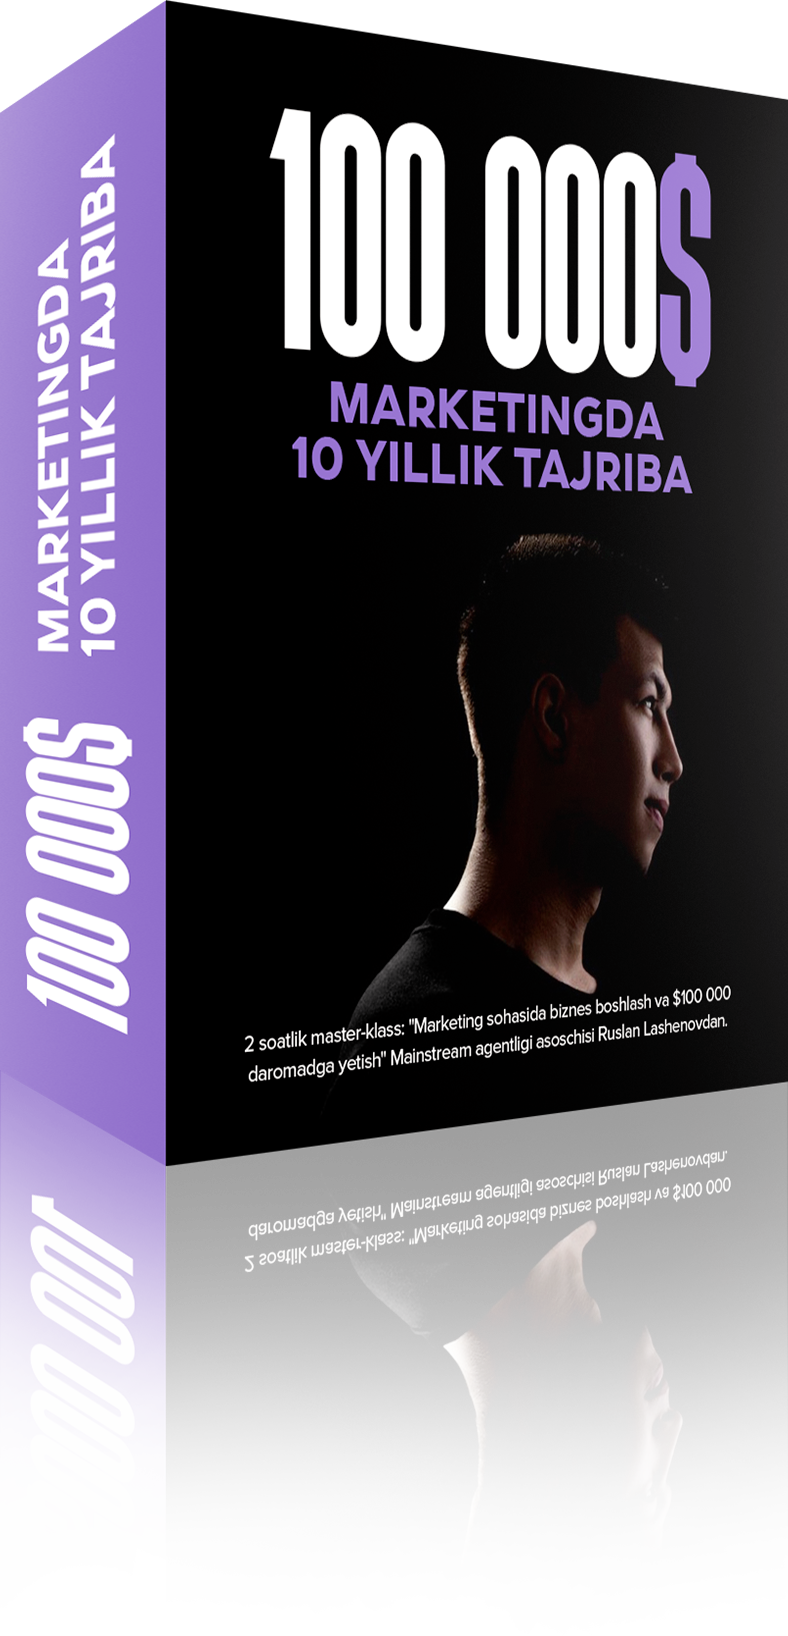 100 000$
MARKETINGDA
10 YILLIK TAJRIBA
2 soatlik master-klass: "Marketing sohasida biznes boshlash va $100 000
daromadga yetish" Mainstream agentligi asoschisi Ruslan Lashenovdan.
MARKETINGDA
10 YILLIK TAJRIBA
100 000$